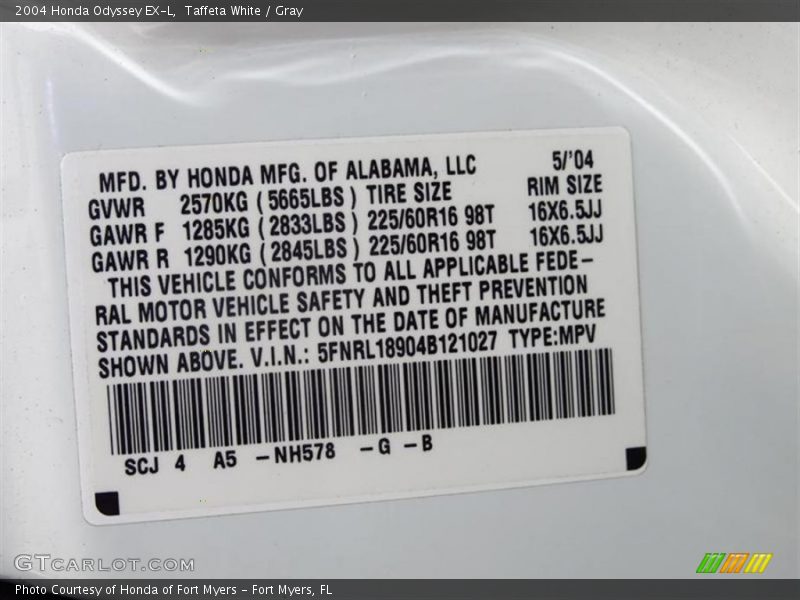 2004 Honda Odyssey EX-L,  Taffeta White / Gray
MFD. BY HONDA MFG. OF ALABAMA, LLC 5/'04
GVWR 2570KG ( 5665LBS ) TIRE SIZE RIM SIZE
GAWR F 1285KG ( 2833LBS ) 225/60R16 98T 16X6.5JJ
GAWR R 1290KG ( 2845LBS ) 225/60R16 98T 16X6.5JJ
THIS VEHICLE CONFORMS TO ALL APPLICABLE FEDE-
RAL MOTOR VEHICLE SAFETY AND THEFT PREVENTION
STANDARDS IN EFFECT ON THE DATE OF MANUFACTURE
SHOWN ABOVE. V.I.N.: 5FNRL18904B121027 TYPE:MPV
SCJ 4 A5 -NH578 -G -B
GTCARLOT.COM
Photo Courtesy of Honda of Fort Myers - Fort Myers, FL